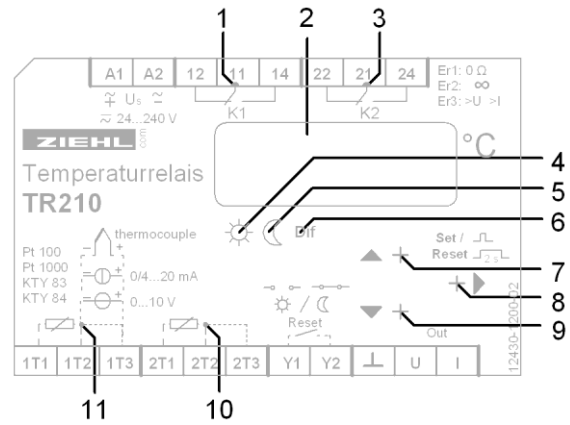 1 2 3
A1 A2 12 11 14 22 21 24
Er1: 0 Ω
Er2: ∞
Er3: >U >I
≂ Us ≂
K1 K2
≂ 24...240 V
ZIEHL
°C
4
Temperaturrelais
5
TR210
6
Dif
thermocouple
Set /
Reset 2 s
- +
7
Pt 100
Pt 1000
KTY 83
KTY 84
+ 0/4...20 mA
8
+ 0...10 V
/
9
Reset
Out
12430-1200-02
1T1 1T2 1T3 2T1 2T2 2T3 Y1 Y2 ⊥ U I
11 10